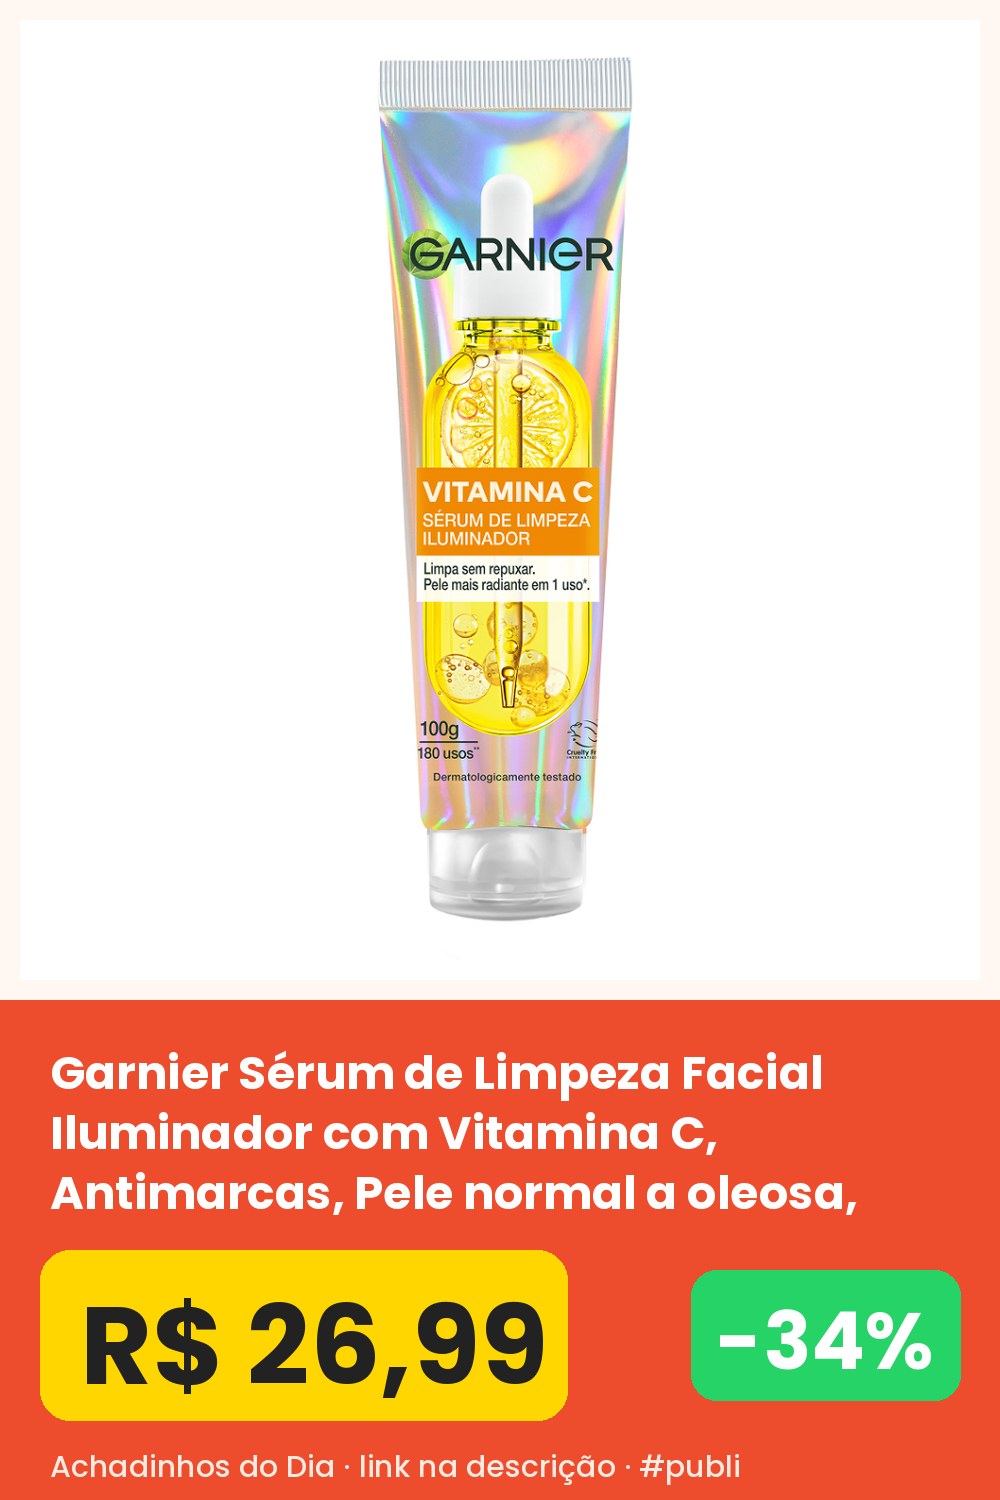 GARNIER
VITAMINA C
SÉRUM DE LIMPEZA
ILUMINADOR
Limpa sem repuxar.
Pele mais radiante em 1 uso*.
100g
180 usos**
Cruelty
Dermatologicamente testado
Garnier Sérum de Limpeza Facial
Iluminador com Vitamina C,
Antimarcas, Pele normal a oleosa,
R$ 26,99
-34%
Achadinhos do Dia · link na descrição · #publi